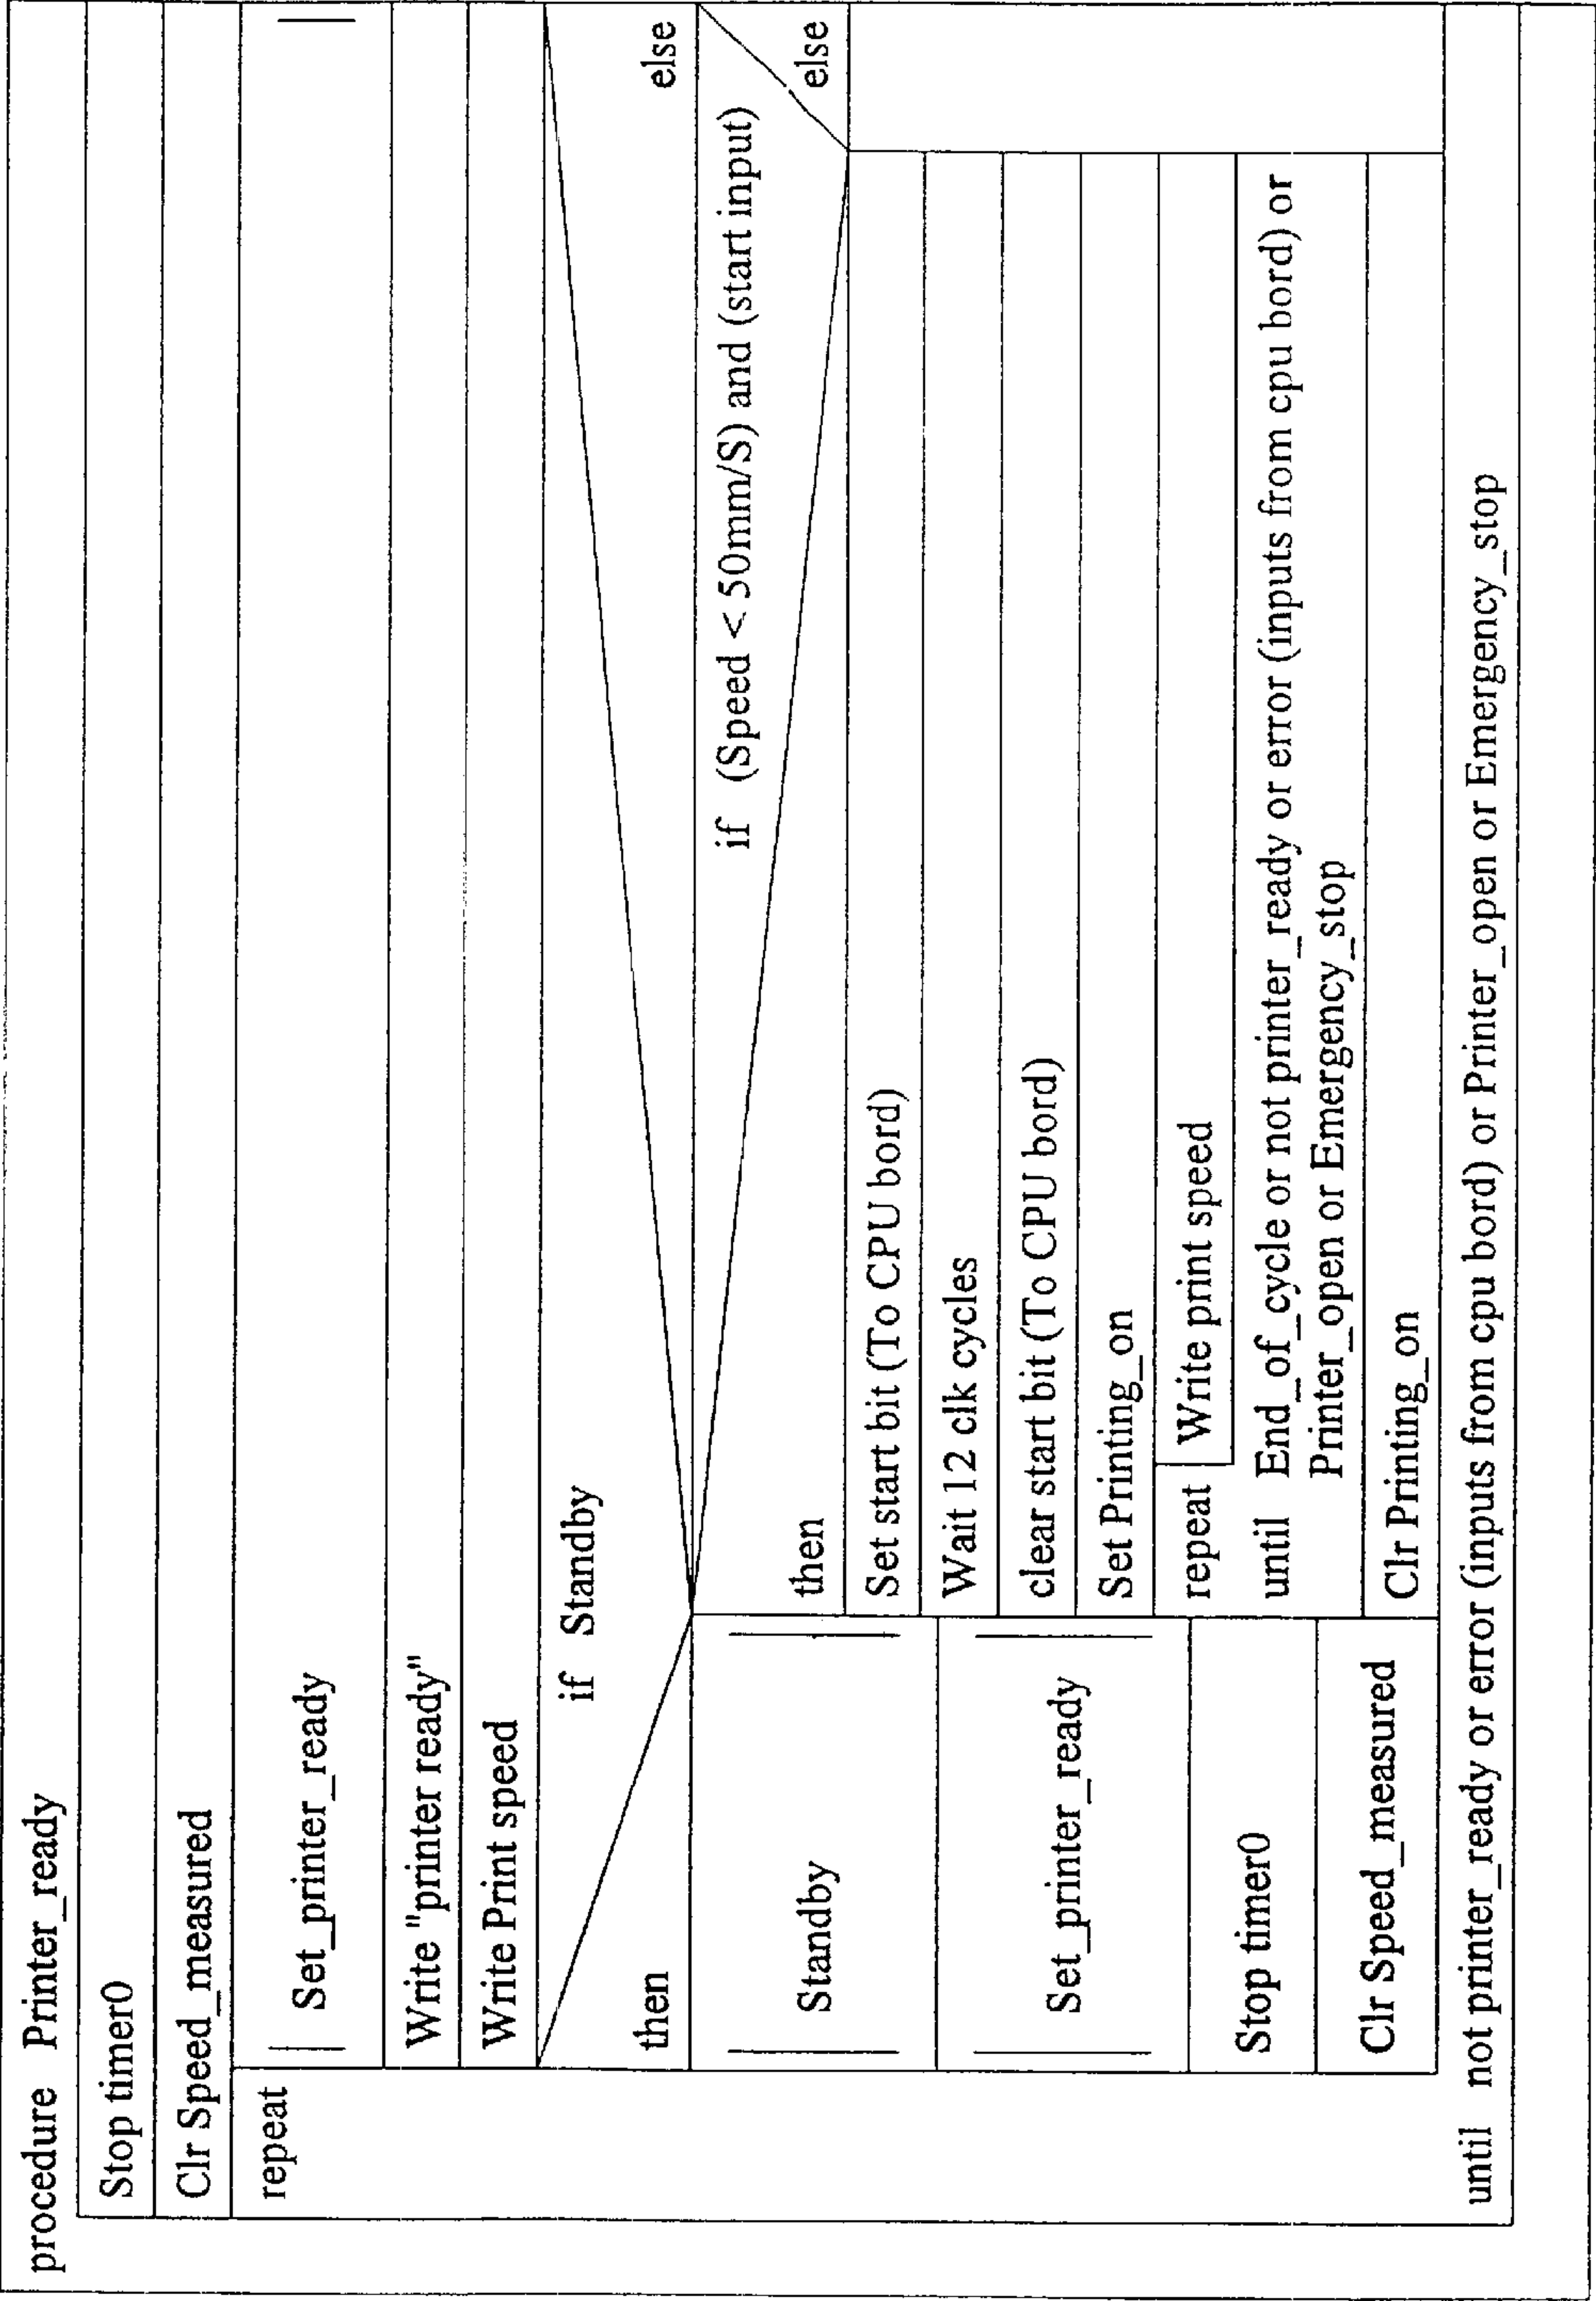 procedure Printer_ready
Stop timer0
Clr Speed_measured
repeat
Set_printer_ready
Write "printer ready"
Write Print speed
if Standby
then
else
Standby
Set_printer_ready
Stop timer0
Clr Speed_measured
if (Speed < 50mm/S) and (start input)
then
else
Set start bit (To CPU bord)
Wait 12 clk cycles
clear start bit (To CPU bord)
Set Printing_on
repeat
Write print speed
until End_of_cycle or not printer_ready or error (inputs from cpu bord) or
Printer_open or Emergency_stop
Clr Printing_on
until not printer_ready or error (inputs from cpu bord) or Printer_open or Emergency_stop